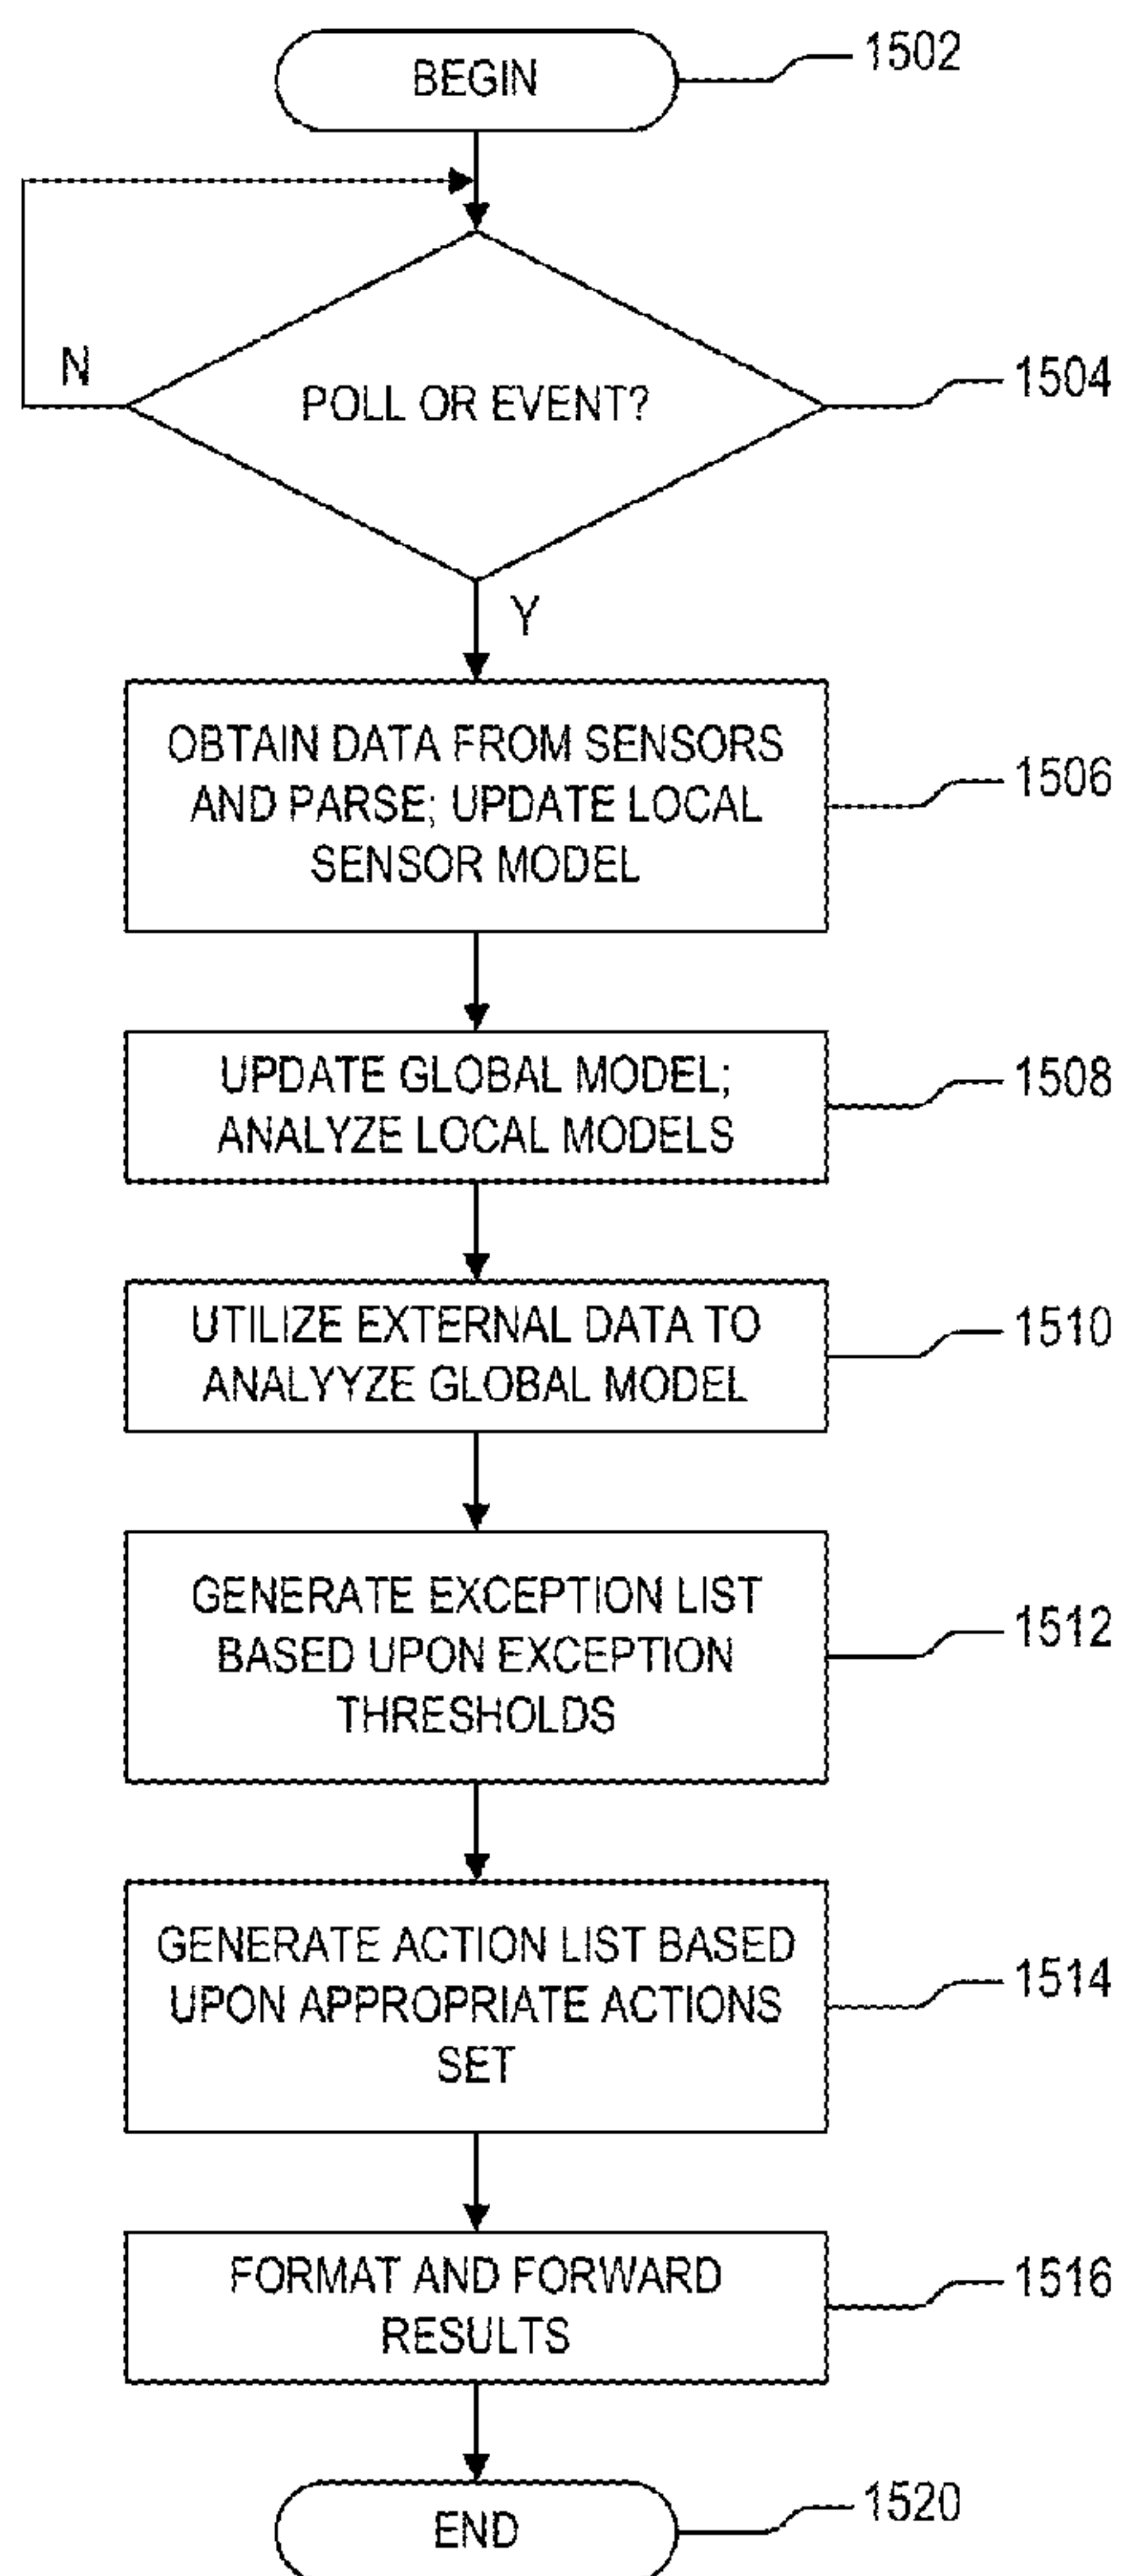 BEGIN
1502
N
POLL OR EVENT?
1504
Y
OBTAIN DATA FROM SENSORS
AND PARSE; UPDATE LOCAL
SENSOR MODEL
1506
UPDATE GLOBAL MODEL;
ANALYZE LOCAL MODELS
1508
UTILIZE EXTERNAL DATA TO
ANALYYZE GLOBAL MODEL
1510
GENERATE EXCEPTION LIST
BASED UPON EXCEPTION
THRESHOLDS
1512
GENERATE ACTION LIST BASED
UPON APPROPRIATE ACTIONS
SET
1514
FORMAT AND FORWARD
RESULTS
1516
END
1520